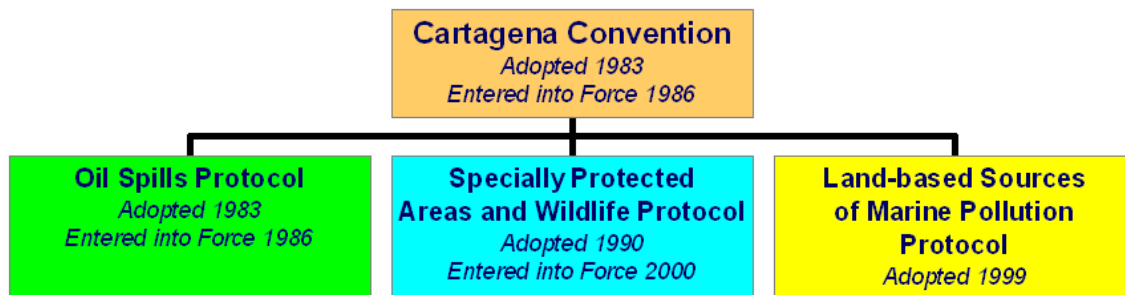 Cartagena Convention
Adopted 1983
Entered into Force 1986
Oil Spills Protocol
Adopted 1983
Entered into Force 1986
Specially Protected
Areas and Wildlife Protocol
Adopted 1990
Entered into Force 2000
Land-based Sources
of Marine Pollution
Protocol
Adopted 1999